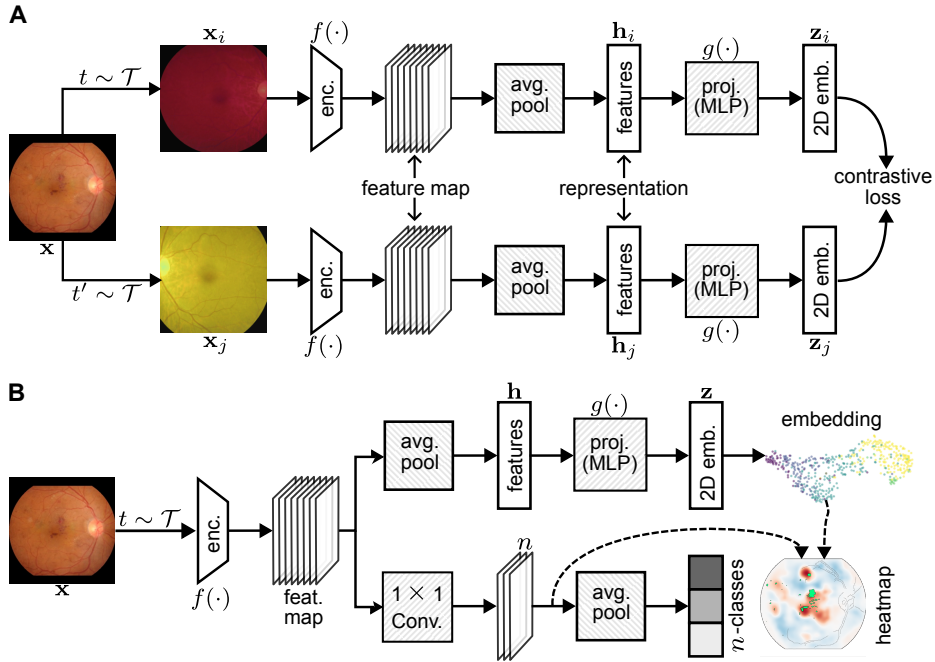 A
x_i
f(·)
h_i
g(·)
z_i
t ∼ 𝒯
enc.
avg.
pool
features
proj.
(MLP)
2D emb.
feature map
representation
contrastive
loss
x
t′ ∼ 𝒯
enc.
avg.
pool
features
proj.
(MLP)
2D emb.
x_j
f(·)
h_j
g(·)
z_j
B
h
g(·)
z
embedding
avg.
pool
features
proj.
(MLP)
2D emb.
t ∼ 𝒯
enc.
x
f(·)
feat.
map
n
1 × 1
Conv.
avg.
pool
n-classes
heatmap